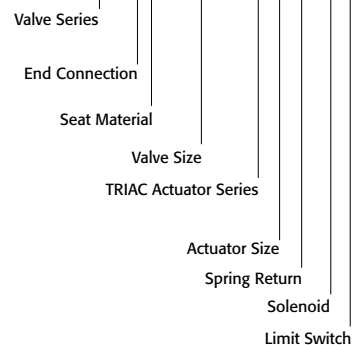 Valve Series
End Connection
Seat Material
Valve Size
TRIAC Actuator Series
Actuator Size
Spring Return
Solenoid
Limit Switch